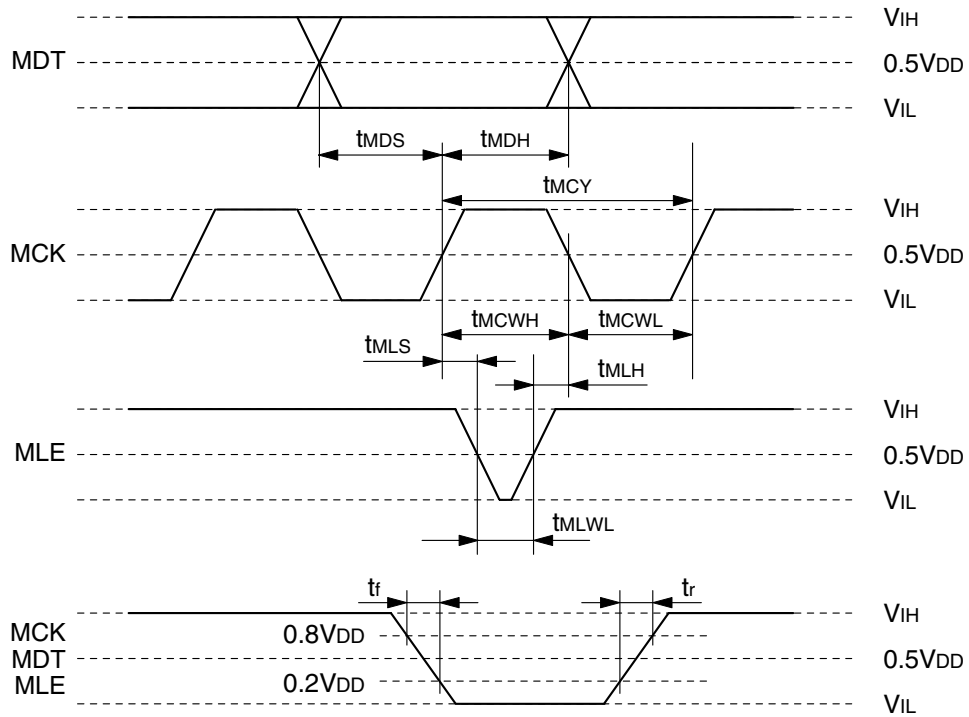 VIH
MDT 0.5VDD
VIL
tMDS tMDH
tMCY
VIH
MCK 0.5VDD
VIL
tMCWH tMCWL
tMLS tMLH
VIH
MLE 0.5VDD
VIL
tMLWL
tf tr
VIH
MCK 0.8VDD
MDT 0.5VDD
MLE 0.2VDD
VIL